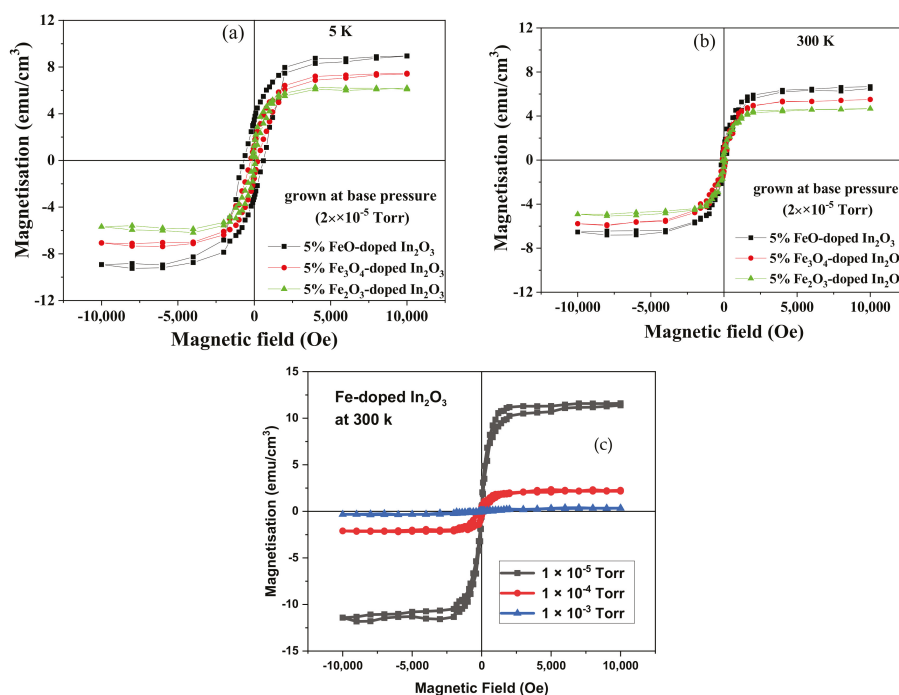 (a)
5 K
Magnetisation (emu/cm³)
12
8
4
0
-4
-8
-12
grown at base pressure
(2××10⁻⁵ Torr)
5% FeO-doped In₂O₃
5% Fe₃O₄-doped In₂O₃
5% Fe₂O₃-doped In₂O₃
-10,000 -5,000 0 5,000 10,000
Magnetic field (Oe)
(b)
300 K
Magnetisation (emu/cm³)
12
8
4
0
-4
-8
-12
grown at base pressure
(2××10⁻⁵ Torr)
5% FeO-doped In₂O₃
5% Fe₃O₄-doped In₂O
5% Fe₂O₃-doped In₂O
-10,000 -5,000 0 5,000 10,000
Magnetic field (Oe)
Fe-doped In₂O₃
at 300 k
(c)
Magnetisation (emu/cm³)
15
10
5
0
-5
-10
-15
1 × 10⁻⁵ Torr
1 × 10⁻⁴ Torr
1 × 10⁻³ Torr
-10,000 -5,000 0 5,000 10,000
Magnetic Field (Oe)